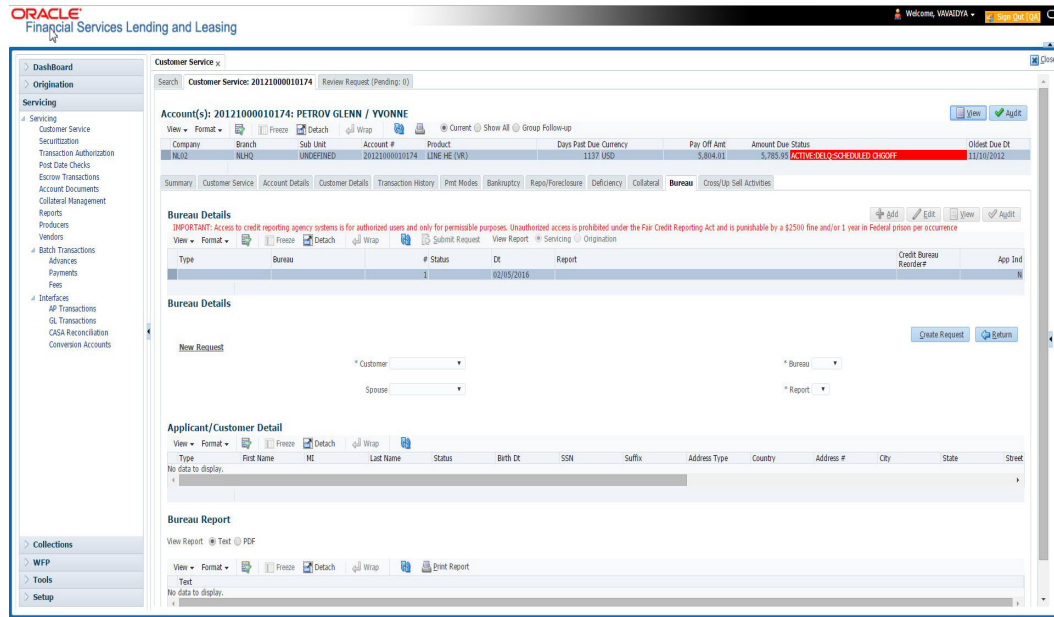 ORACLE'
Welcome, VAVAIDYA
Sign Out [QA]
Financial Services Lending and Leasing
Close
DashBoard
Origination
Servicing
Servicing
Customer Service
Securitization
Transaction Authorization
Post Date Checks
Escrow Transactions
Account Documents
Collateral Management
Reports
Producers
Vendors
Batch Transactions
Advances
Payments
Fees
Interfaces
AP Transactions
GL Transactions
CASA Reconciliation
Conversion Accounts
Collections
WFP
Tools
Setup
Customer Service x
Search Customer Service: 20121000010174 Review Request (Pending: 0)
Account(s): 20121000010174: PETROV GLENN / YVONNE
View Audit
View Format Freeze Detach Wrap Current Show All Group Follow-up
Company Branch Sub Unit Account # Product Days Past Due Currency Pay Off Amt Amount Due Status Oldest Due Dt
NL02 NLHQ UNDEFINED 20121000010174 LINE HE (VR) 1137 USD 5,804.01 5,785.95 ACTIVE:DELQ:SCHEDULED CHGOFF 11/10/2012
Summary Customer Service Account Details Customer Details Transaction History Pmt Modes Bankruptcy Repo/Foreclosure Deficiency Collateral Bureau Cross/Up Sell Activities
Bureau Details
Add Edit View Audit
IMPORTANT: Access to credit reporting agency systems is for authorized users and only for permissible purposes. Unauthorized access is prohibited under the Fair Credit Reporting Act and is punishable by a $2500 fine and/or 1 year in Federal prison per occurrence
View Format Freeze Detach Wrap Submit Request View Report Servicing Origination
Type Bureau # Status Dt Report Credit Bureau Reorder# App Ind
1 02/05/2016 N
Bureau Details
Create Request Return
New Request
* Customer * Bureau
Spouse * Report
Applicant/Customer Detail
View Format Freeze Detach Wrap
Type First Name MI Last Name Status Birth Dt SSN Suffix Address Type Country Address # City State Street
No data to display.
Bureau Report
View Report Text PDF
View Format Freeze Detach Wrap Print Report
Text
No data to display.